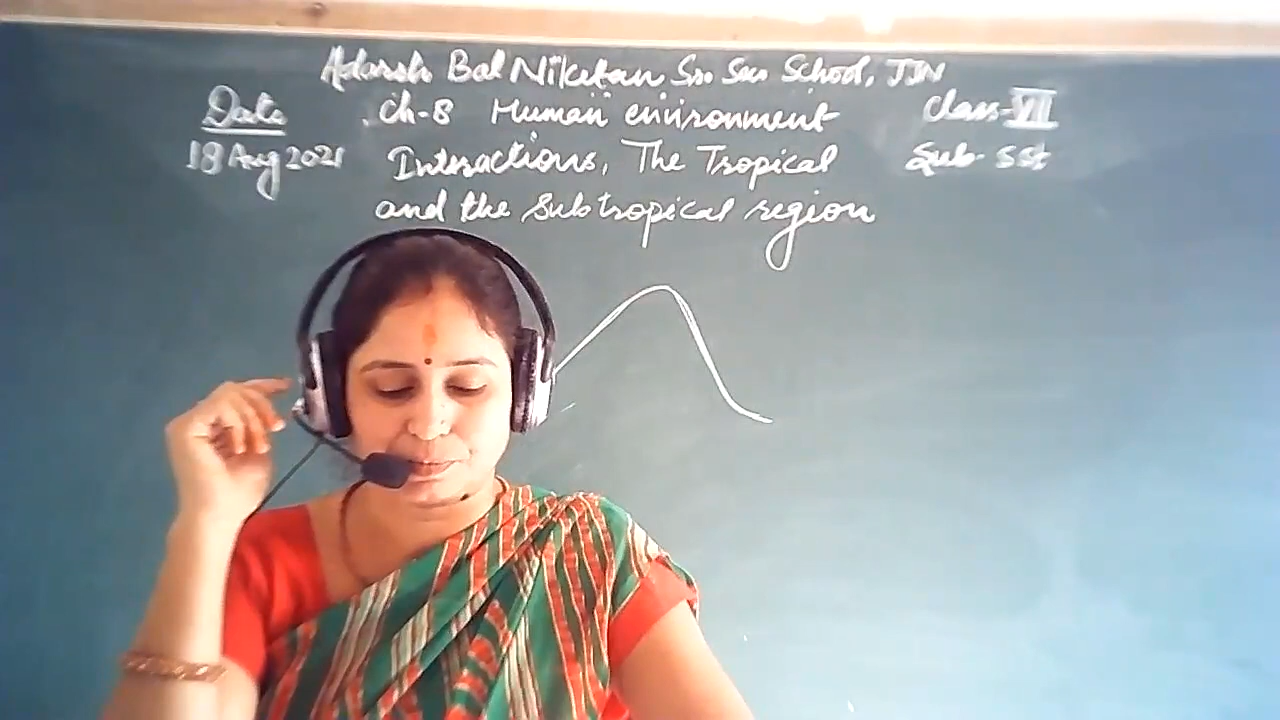 Adarsh Bal Niketan Sr. Sec School, JJN
Date Ch-8 Human environment Class-VII
18 Aug 2021 Interactions, The Tropical Sub- SSt
and the Subtropical region